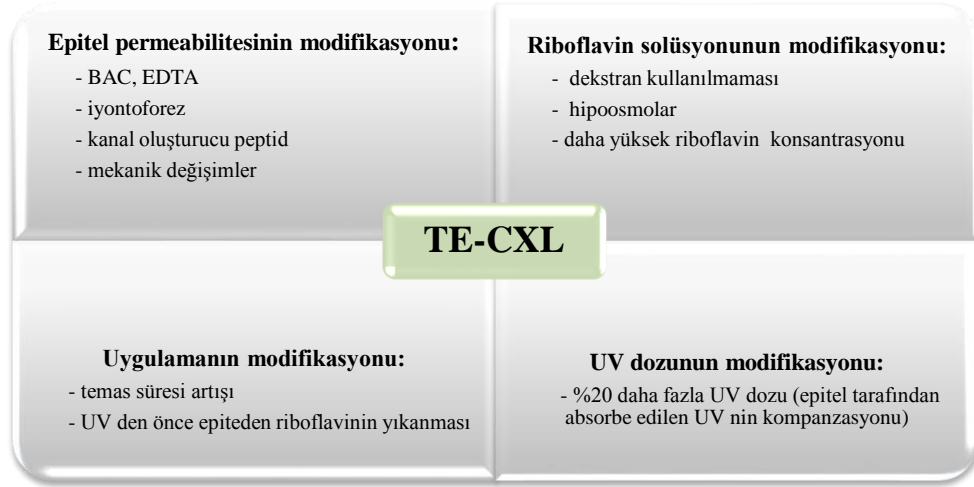 Epitel permeabilitesinin modifikasyonu:
- BAC, EDTA
- iyontoforez
- kanal oluşturucu peptid
- mekanik değişimler
Riboflavin solüsyonunun modifikasyonu:
- dekstran kullanılmaması
- hipoosmolar
- daha yüksek riboflavin konsantrasyonu
TE-CXL
Uygulamanın modifikasyonu:
- temas süresi artışı
- UV den önce epiteden riboflavinin yıkanması
UV dozunun modifikasyonu:
- %20 daha fazla UV dozu (epitel tarafından
absorbe edilen UV nin kompanzasyonu)